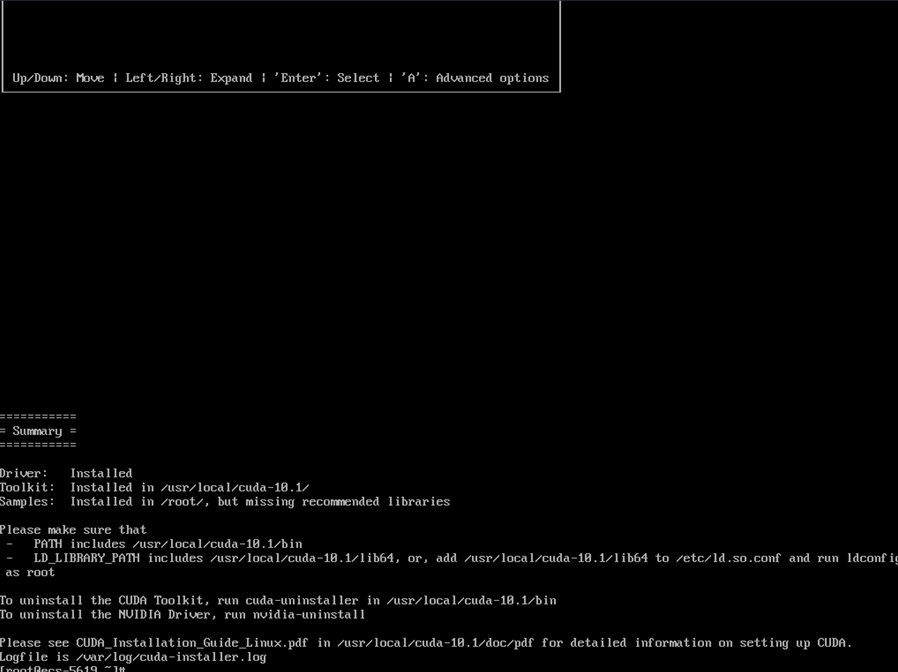 Up/Down: Move | Left/Right: Expand | 'Enter': Select | 'A': Advanced options
===========
= Summary =
===========
Driver:   Installed
Toolkit:  Installed in /usr/local/cuda-10.1/
Samples:  Installed in /root/, but missing recommended libraries
Please make sure that
 -   PATH includes /usr/local/cuda-10.1/bin
 -   LD_LIBRARY_PATH includes /usr/local/cuda-10.1/lib64, or, add /usr/local/cuda-10.1/lib64 to /etc/ld.so.conf and run ldconfig
 as root
To uninstall the CUDA Toolkit, run cuda-uninstaller in /usr/local/cuda-10.1/bin
To uninstall the NVIDIA Driver, run nvidia-uninstall
Please see CUDA_Installation_Guide_Linux.pdf in /usr/local/cuda-10.1/doc/pdf for detailed information on setting up CUDA.
Logfile is /var/log/cuda-installer.log
[root@ecs-5619 ~]#